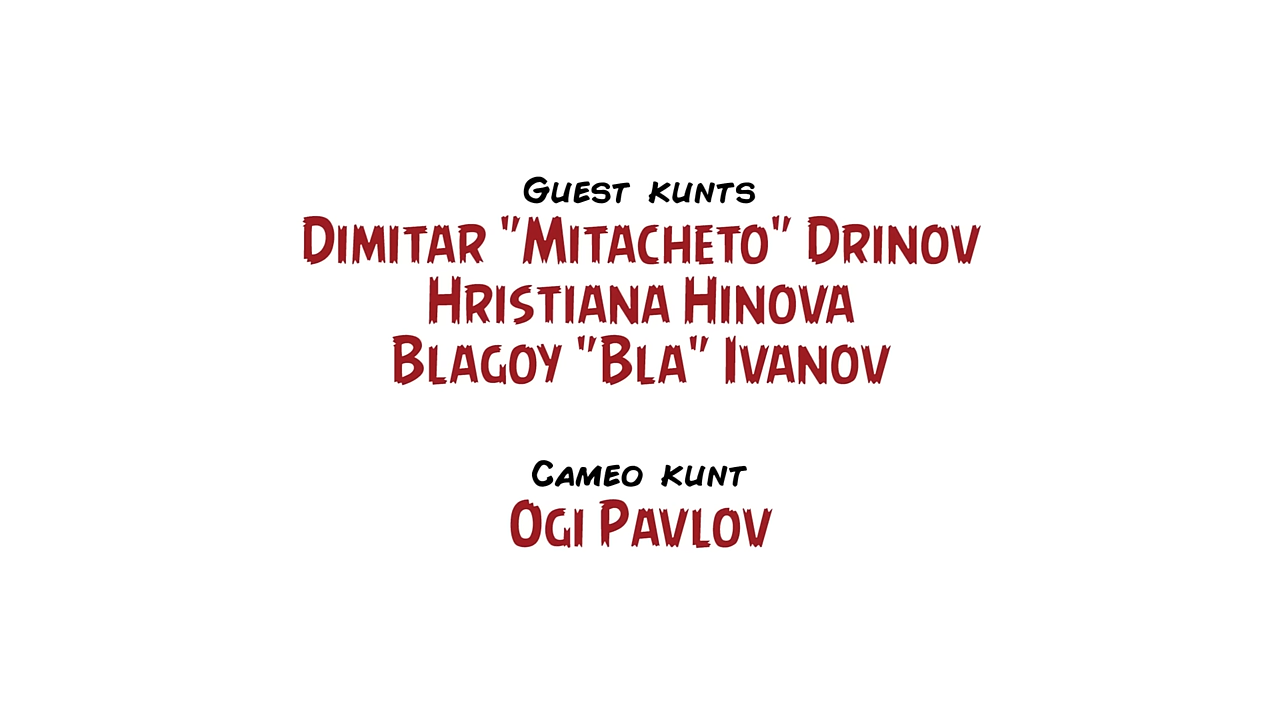 Guest kunts
Dimitar "Mitacheto" Drinov
Hristiana Hinova
Blagoy "Bla" Ivanov
Cameo kunt
Ogi Pavlov